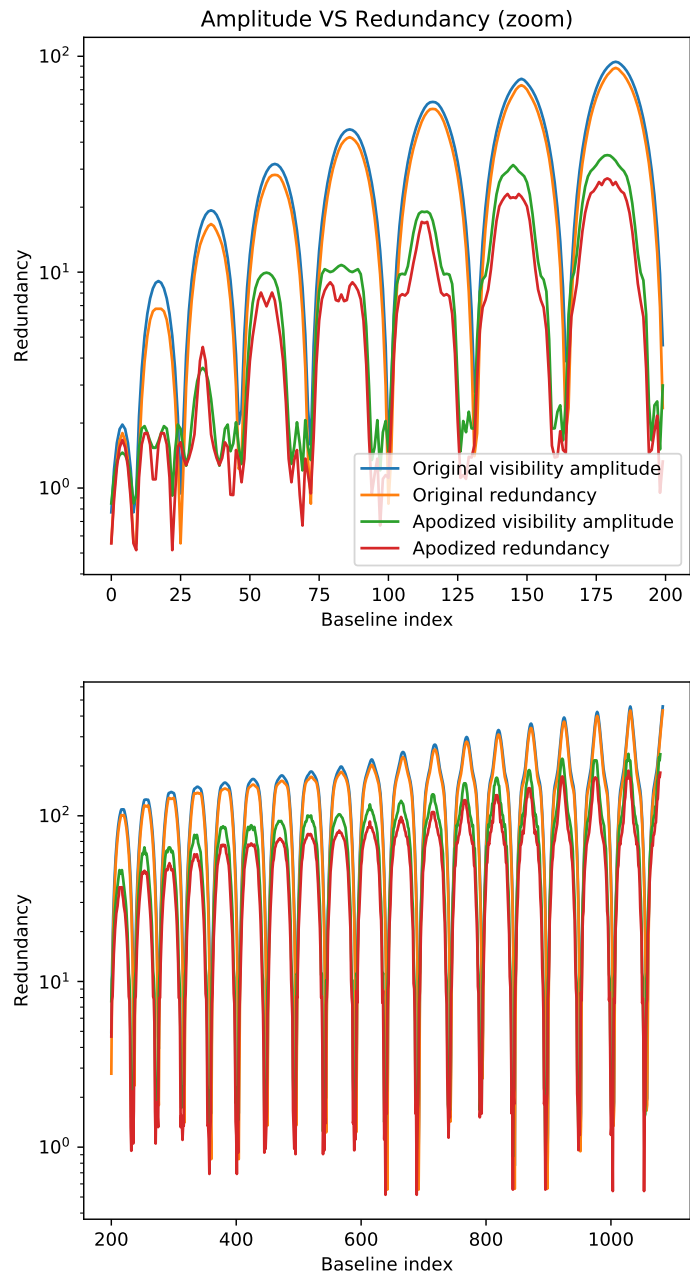 Amplitude VS Redundancy (zoom)
10²
10¹
10⁰
Redundancy
Original visibility amplitude
Original redundancy
Apodized visibility amplitude
Apodized redundancy
0 25 50 75 100 125 150 175 200
Baseline index
10²
10¹
10⁰
Redundancy
200 400 600 800 1000
Baseline index